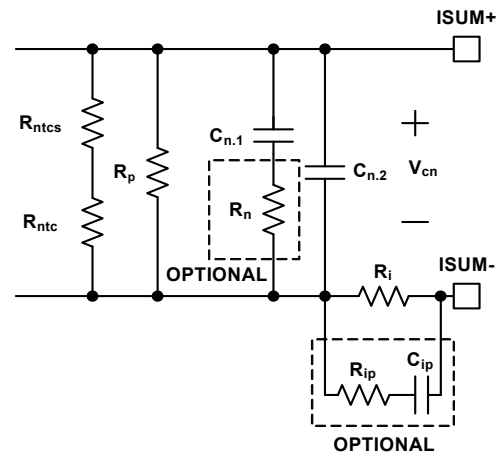 ISUM+
Rntcs
Cn.1
+
Rp
Cn.2
Vcn
Rntc
Rn
–
OPTIONAL
Ri
ISUM-
Rip
Cip
OPTIONAL